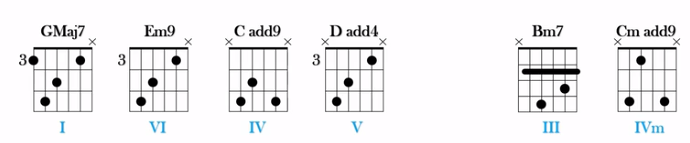 GMaj7 Em9 C add9 D add4 Bm7 Cm add9
× × × × × × × × ×
3 3 3
I VI IV V III IVm